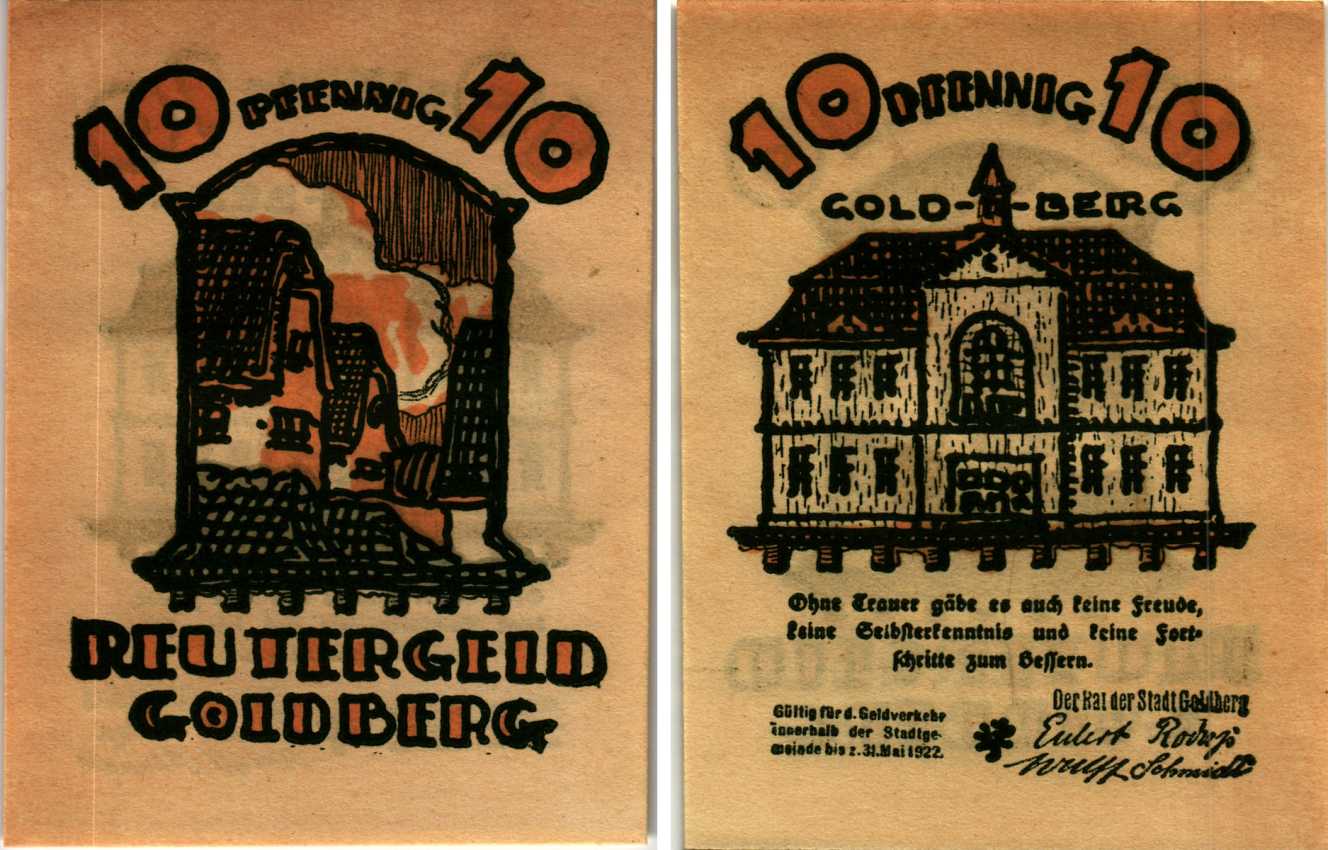 10 PFENNIG 10
REUTERGELD
GOLDBERG
10 PFENNIG 10
GOLD-BERG
Ohne Trauer gäbe es auch keine Freude,
keine Selbsterkenntnis und keine Fort-
schritte zum Bessern.
Der Rat der Stadt Goldberg
Gültig für d. Geldverkehr
innerhalb der Stadtge-
meinde bis z. 31. Mai 1922.
Wulff Schmidt